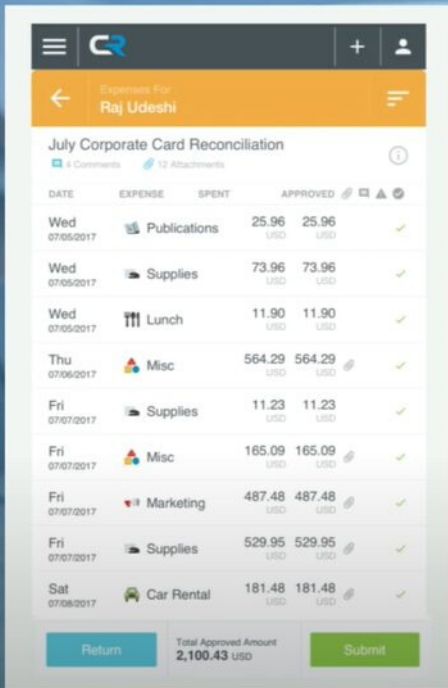 CR
Expenses For
Raj Udeshi
July Corporate Card Reconciliation
4 Comments 12 Attachments
DATE EXPENSE SPENT APPROVED
Wed
07/05/2017 Publications 25.96 USD 25.96 USD
Wed
07/05/2017 Supplies 73.96 USD 73.96 USD
Wed
07/05/2017 Lunch 11.90 USD 11.90 USD
Thu
07/06/2017 Misc 564.29 USD 564.29 USD
Fri
07/07/2017 Supplies 11.23 USD 11.23 USD
Fri
07/07/2017 Misc 165.09 USD 165.09 USD
Fri
07/07/2017 Marketing 487.48 USD 487.48 USD
Fri
07/07/2017 Supplies 529.95 USD 529.95 USD
Sat
07/08/2017 Car Rental 181.48 USD 181.48 USD
Return
Total Approved Amount
2,100.43 USD
Submit